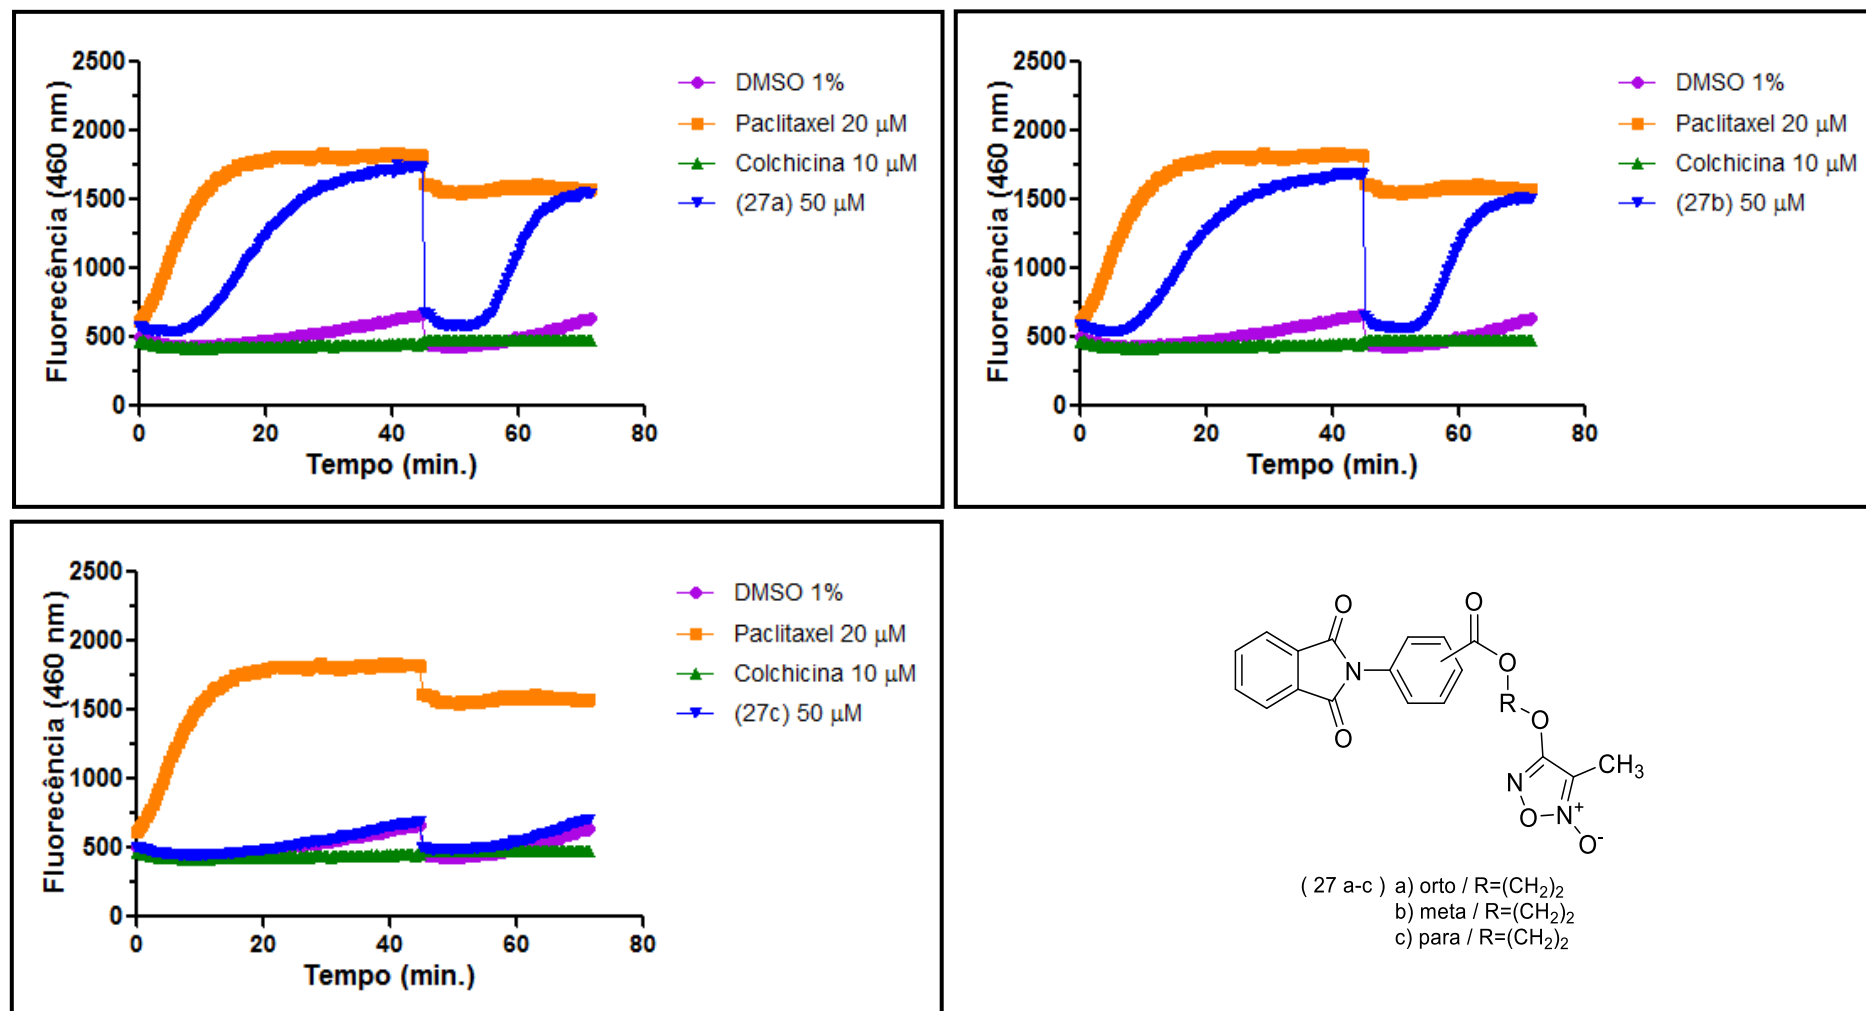 2500
2000
1500
1000
500
0
0 20 40 60 80
Fluorecência (460 nm)
Tempo (min.)
DMSO 1%
Paclitaxel 20 μM
Colchicina 10 μM
(27a) 50 μM
2500
2000
1500
1000
500
0
0 20 40 60 80
Fluorecência (460 nm)
Tempo (min.)
DMSO 1%
Paclitaxel 20 μM
Colchicina 10 μM
(27b) 50 μM
2500
2000
1500
1000
500
0
0 20 40 60 80
Fluorecência (460 nm)
Tempo (min.)
DMSO 1%
Paclitaxel 20 μM
Colchicina 10 μM
(27c) 50 μM
O
O
N
O
O
R
O
CH3
N
O
N+
O-
( 27 a-c ) a) orto / R=(CH2)2
b) meta / R=(CH2)2
c) para / R=(CH2)2